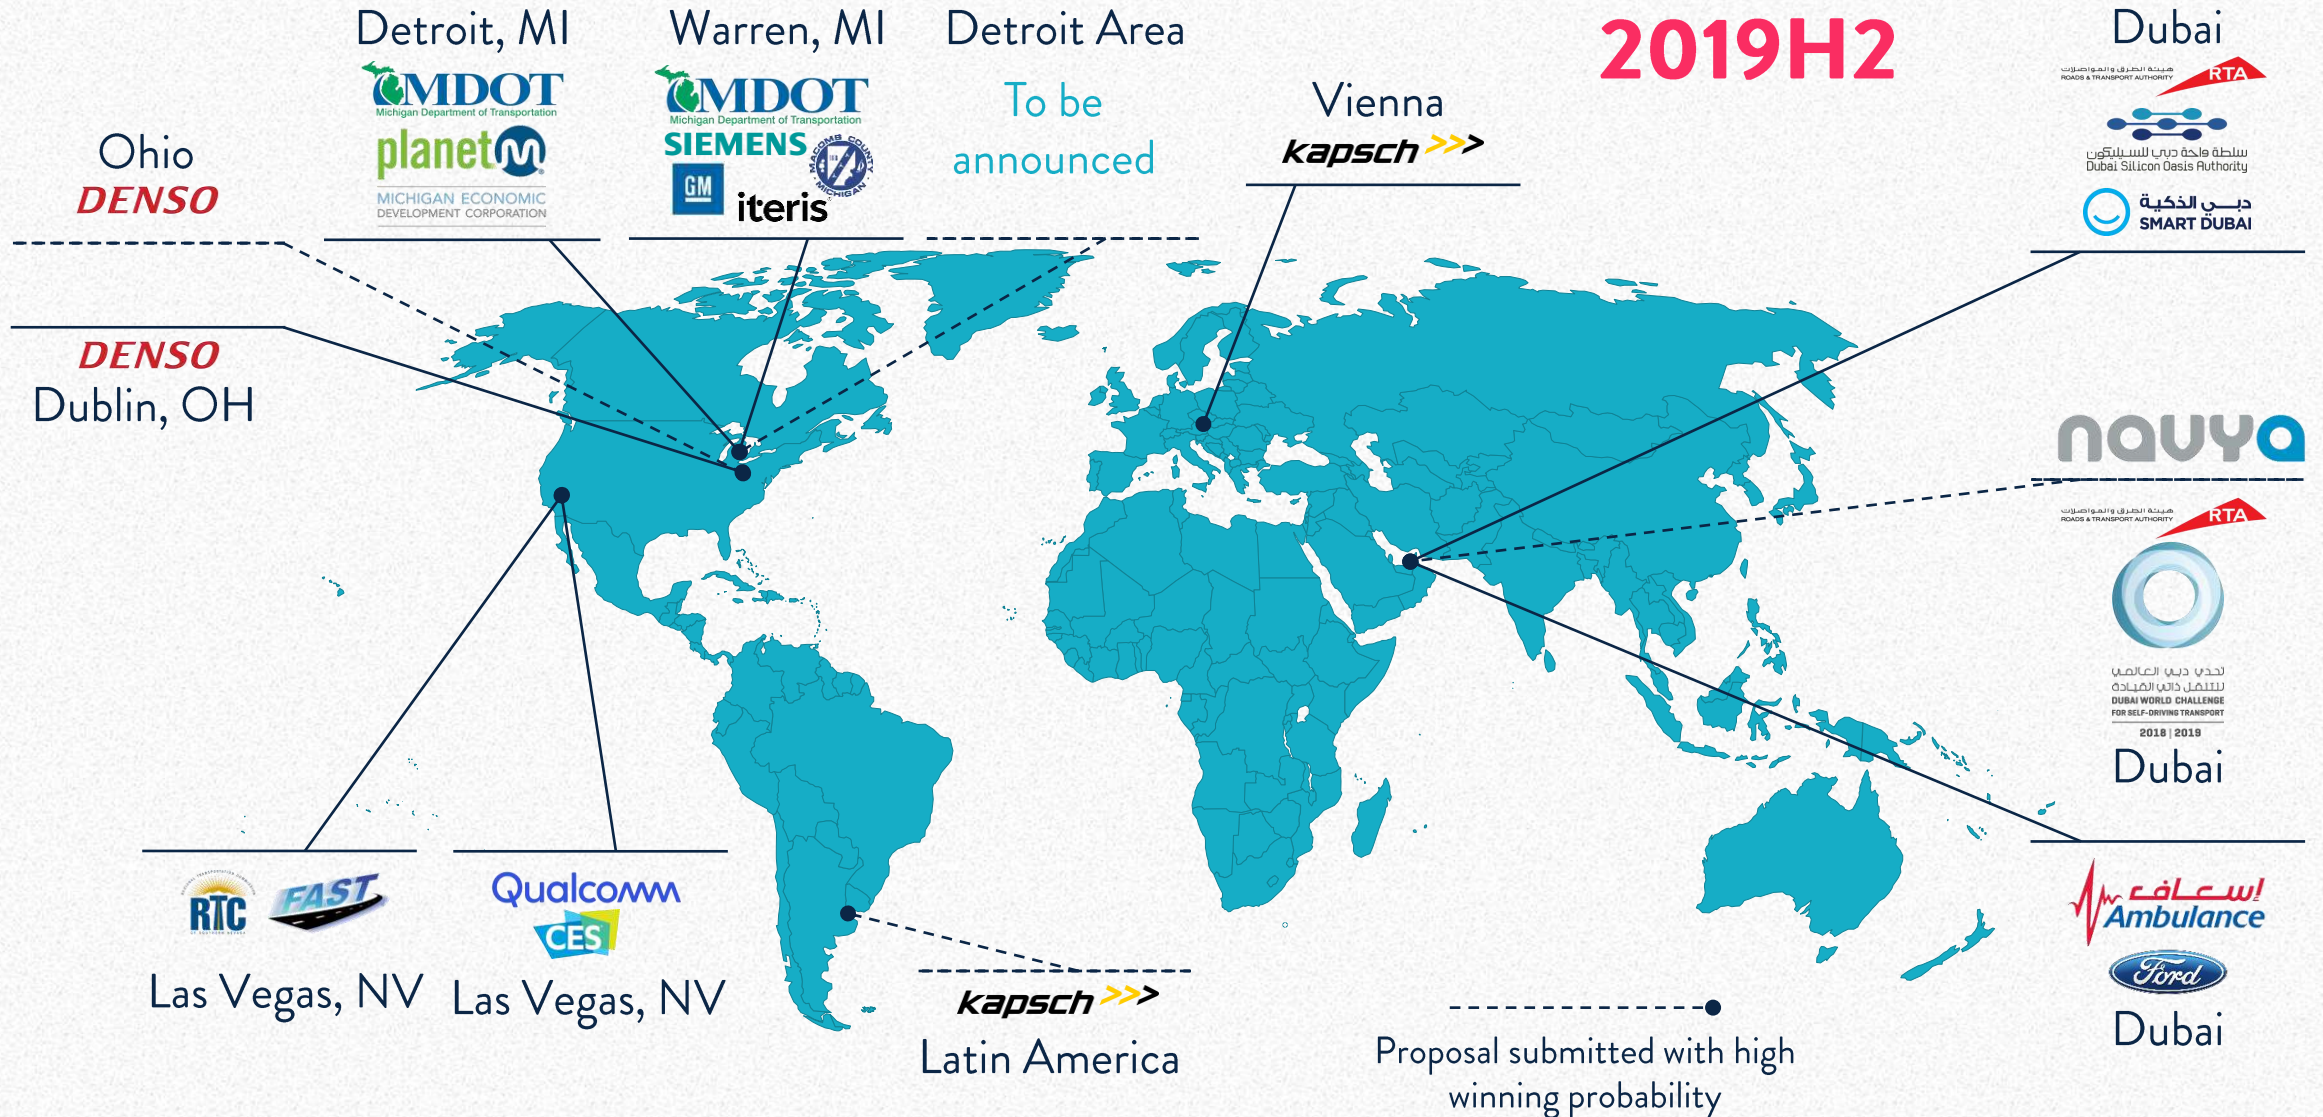 2019H2
Ohio
DENSO
Detroit, MI
MDOT
Michigan Department of Transportation
planet M
MICHIGAN ECONOMIC
DEVELOPMENT CORPORATION
Warren, MI
MDOT
Michigan Department of Transportation
SIEMENS
MACOMB COUNTY
MICHIGAN
GM
iteris
Detroit Area
To be
announced
Vienna
kapsch >>>
Dubai
هيئة الطرق والمواصلات
ROADS & TRANSPORT AUTHORITY
RTA
سلطة واحة دبي للسيليكون
Dubai Silicon Oasis Authority
دبـــي الذكية
SMART DUBAI
DENSO
Dublin, OH
navya
هيئة الطرق والمواصلات
ROADS & TRANSPORT AUTHORITY
RTA
تحدي دبي العالمي
للتنقل ذاتي القيادة
DUBAI WORLD CHALLENGE
FOR SELF-DRIVING TRANSPORT
2018 | 2019
Dubai
RTC
FAST
Las Vegas, NV
Qualcomm
CES
Las Vegas, NV
kapsch >>>
Latin America
Proposal submitted with high
winning probability
إسعاف
Ambulance
Ford
Dubai